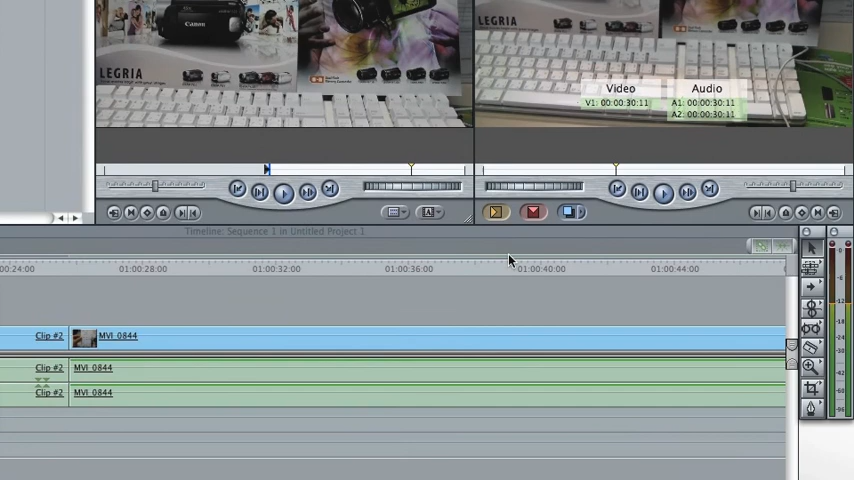 Canon
LEGRIA
LEGRIA
Video
Audio
V1: 00:00:30:11
A1: 00:00:30:11
A2: 00:00:30:11
Timeline: Sequence 1 in Untitled Project 1
00:24:00
01:00:28:00
01:00:32:00
01:00:36:00
01:00:40:00
01:00:44:00
Clip #2
MVI_0844
Clip #2
MVI_0844
Clip #2
MVI_0844
A